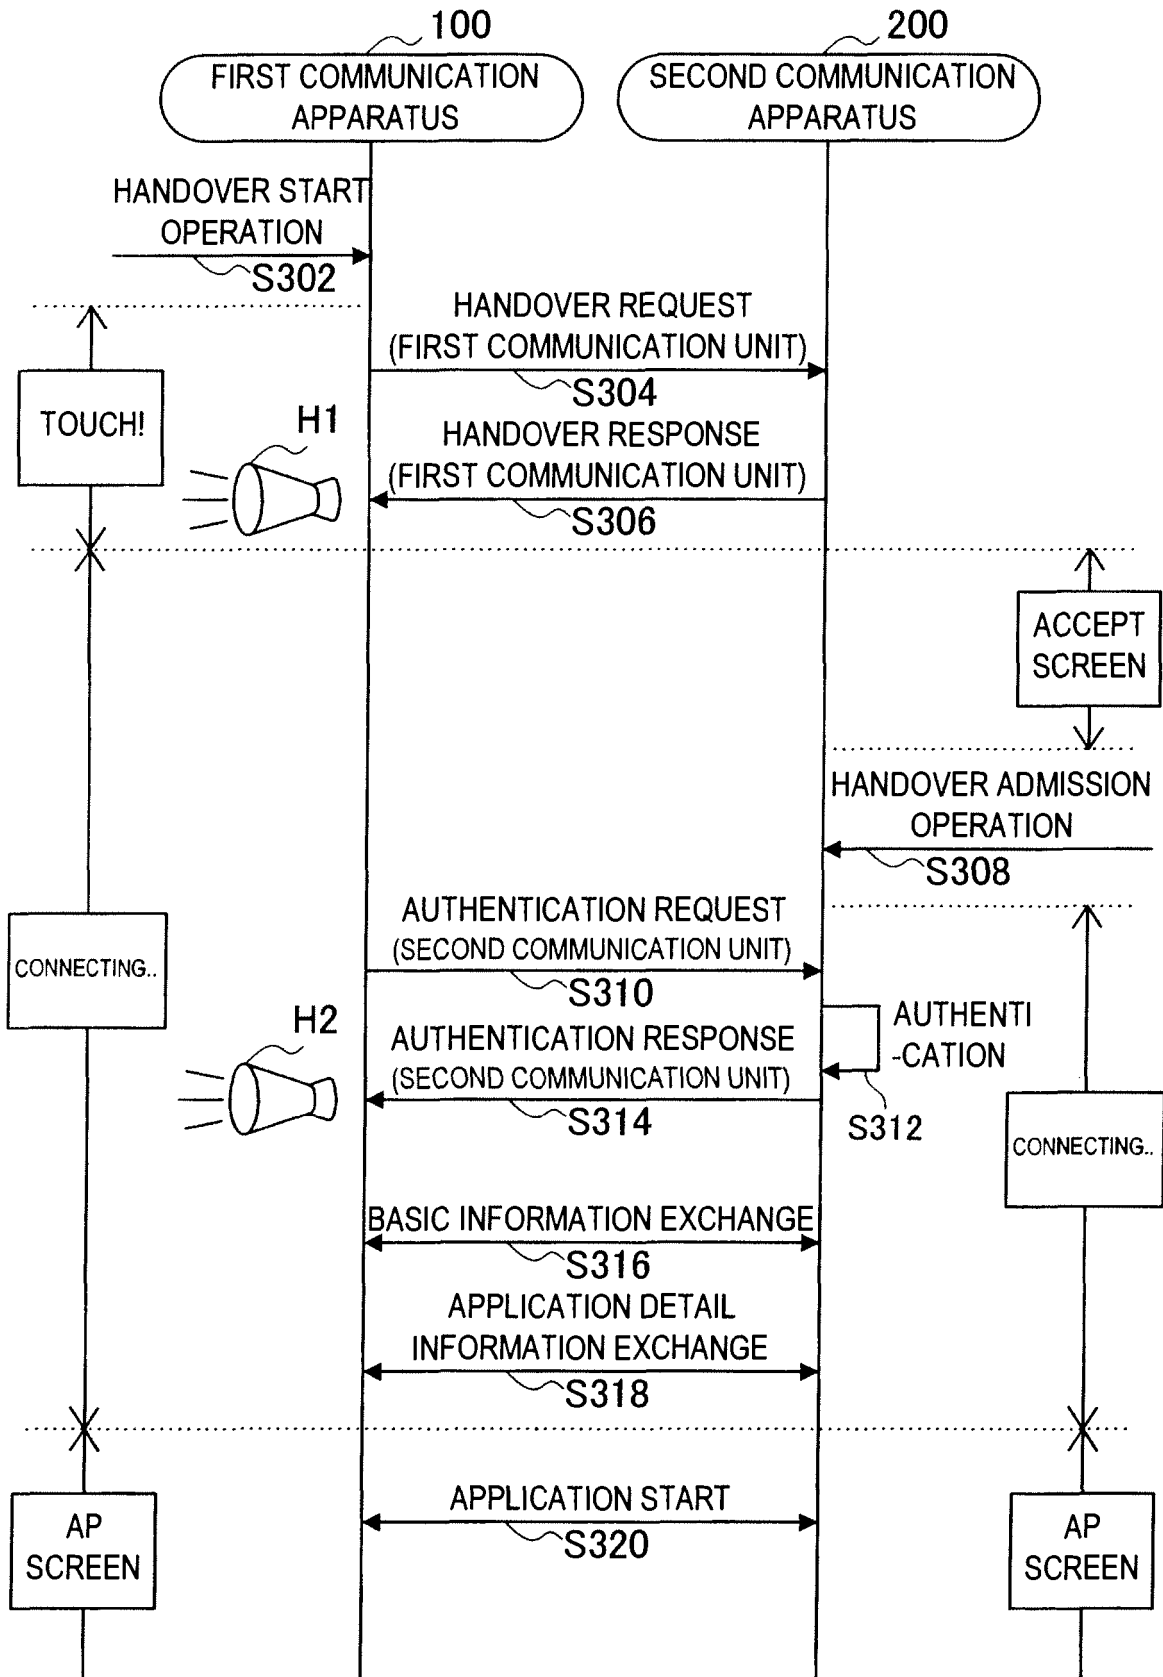 100
200
FIRST COMMUNICATION
APPARATUS
SECOND COMMUNICATION
APPARATUS
HANDOVER START
OPERATION
S302
HANDOVER REQUEST
(FIRST COMMUNICATION UNIT)
S304
TOUCH!
H1
HANDOVER RESPONSE
(FIRST COMMUNICATION UNIT)
S306
ACCEPT
SCREEN
HANDOVER ADMISSION
OPERATION
S308
AUTHENTICATION REQUEST
(SECOND COMMUNICATION UNIT)
S310
CONNECTING..
H2
AUTHENTI
-CATION
S312
AUTHENTICATION RESPONSE
(SECOND COMMUNICATION UNIT)
S314
CONNECTING..
BASIC INFORMATION EXCHANGE
S316
APPLICATION DETAIL
INFORMATION EXCHANGE
S318
APPLICATION START
S320
AP
SCREEN
AP
SCREEN